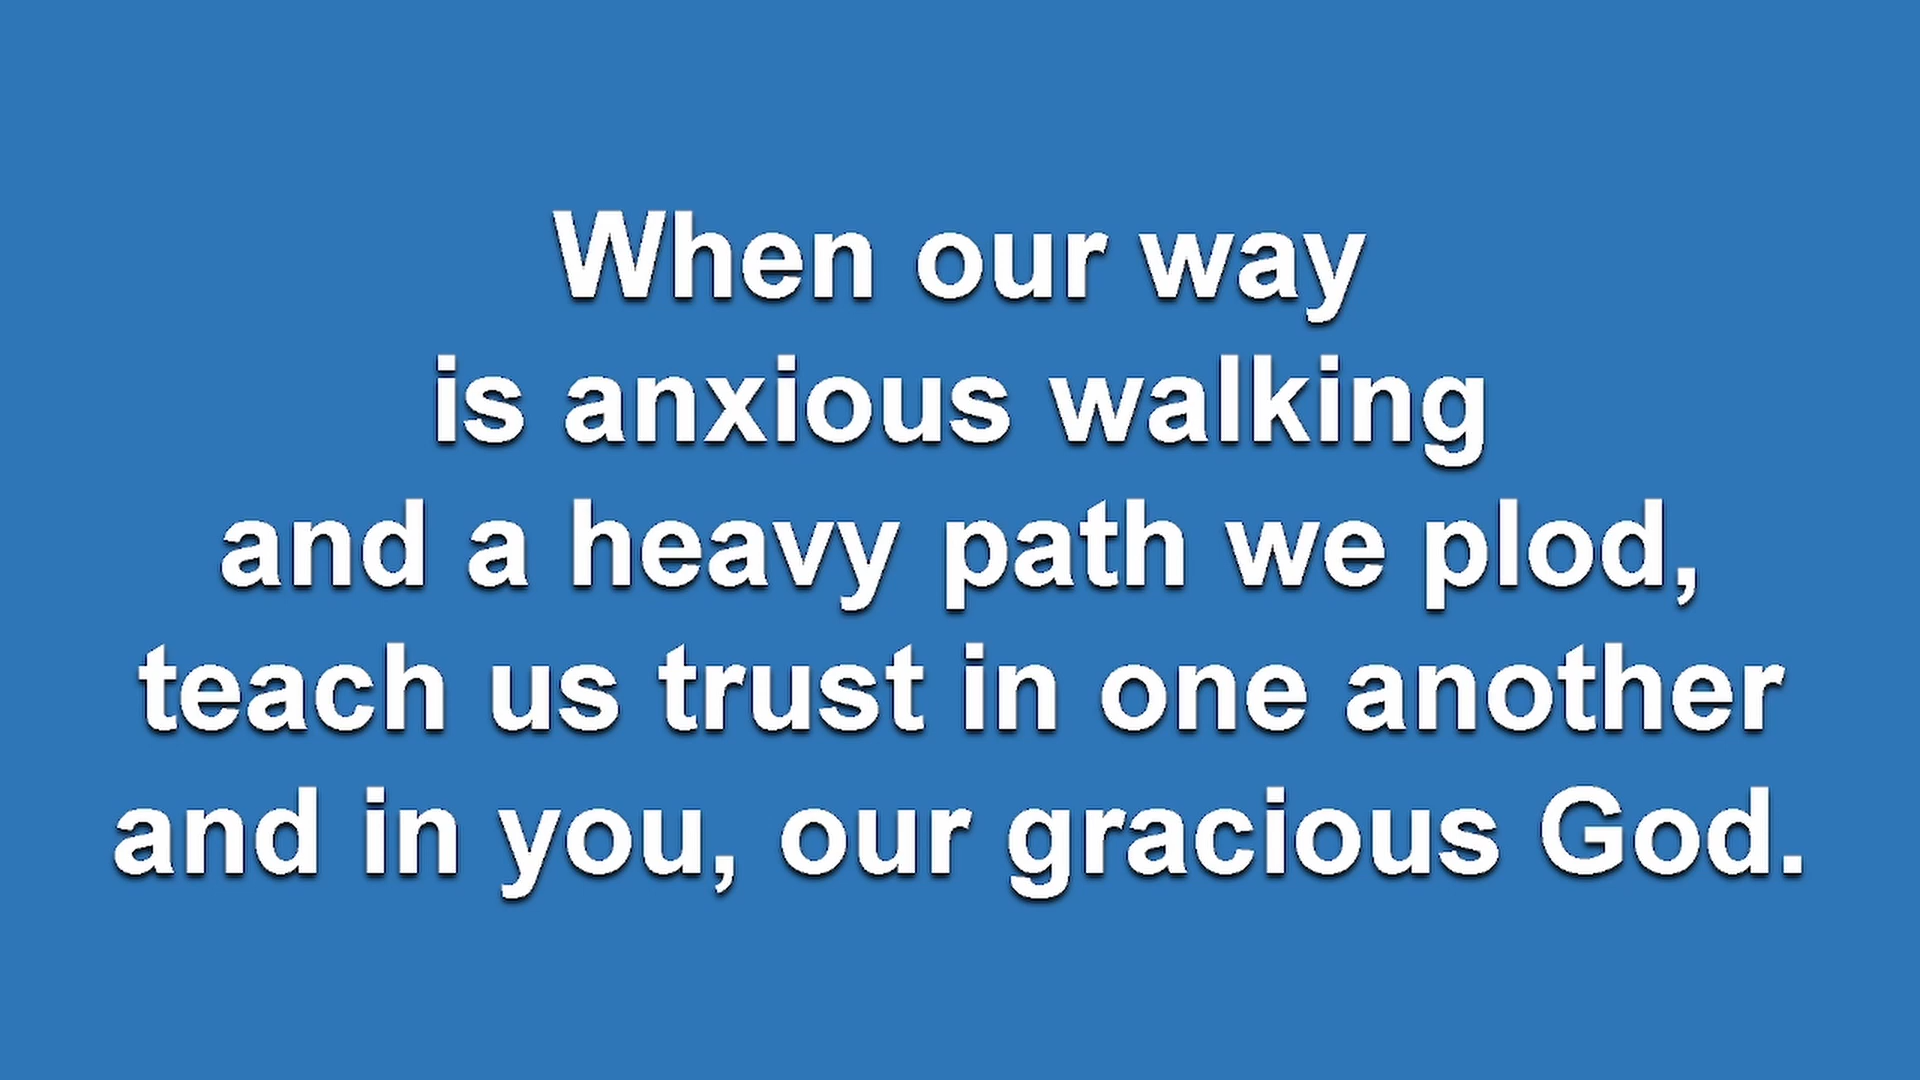 When our way
is anxious walking
and a heavy path we plod,
teach us trust in one another
and in you, our gracious God.